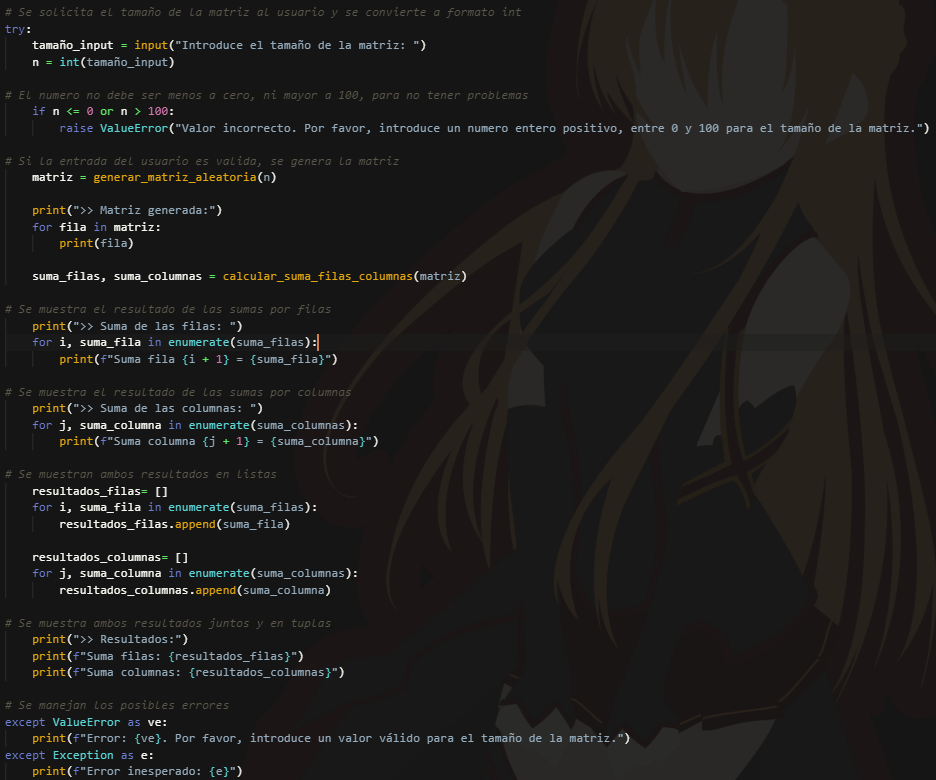 # Se solicita el tamaño de la matriz al usuario y se convierte a formato int
try:
    tamaño_input = input("Introduce el tamaño de la matriz: ")
    n = int(tamaño_input)
# El numero no debe ser menos a cero, ni mayor a 100, para no tener problemas
    if n <= 0 or n > 100:
        raise ValueError("Valor incorrecto. Por favor, introduce un numero entero positivo, entre 0 y 100 para el tamaño de la matriz.")
# Si la entrada del usuario es valida, se genera la matriz
    matriz = generar_matriz_aleatoria(n)
    print(">> Matriz generada:")
    for fila in matriz:
        print(fila)
    suma_filas, suma_columnas = calcular_suma_filas_columnas(matriz)
# Se muestra el resultado de las sumas por filas
    print(">> Suma de las filas: ")
    for i, suma_fila in enumerate(suma_filas):
        print(f"Suma fila {i + 1} = {suma_fila}")
# Se muestra el resultado de las sumas por columnas
    print(">> Suma de las columnas: ")
    for j, suma_columna in enumerate(suma_columnas):
        print(f"Suma columna {j + 1} = {suma_columna}")
# Se muestran ambos resultados en listas
    resultados_filas= []
    for i, suma_fila in enumerate(suma_filas):
        resultados_filas.append(suma_fila)
    resultados_columnas= []
    for j, suma_columna in enumerate(suma_columnas):
        resultados_columnas.append(suma_columna)
# Se muestra ambos resultados juntos y en tuplas
    print(">> Resultados:")
    print(f"Suma filas: {resultados_filas}")
    print(f"Suma columnas: {resultados_columnas}")
# Se manejan los posibles errores
except ValueError as ve:
    print(f"Error: {ve}. Por favor, introduce un valor válido para el tamaño de la matriz.")
except Exception as e:
    print(f"Error inesperado: {e}")